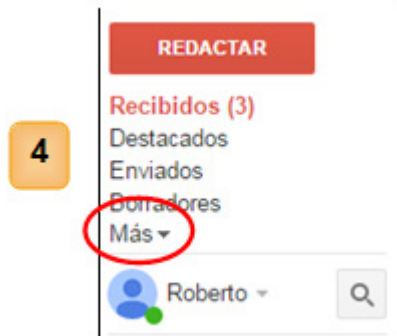 REDACTAR
Recibidos (3)
Destacados
4
Enviados
Borradores
Más
Roberto